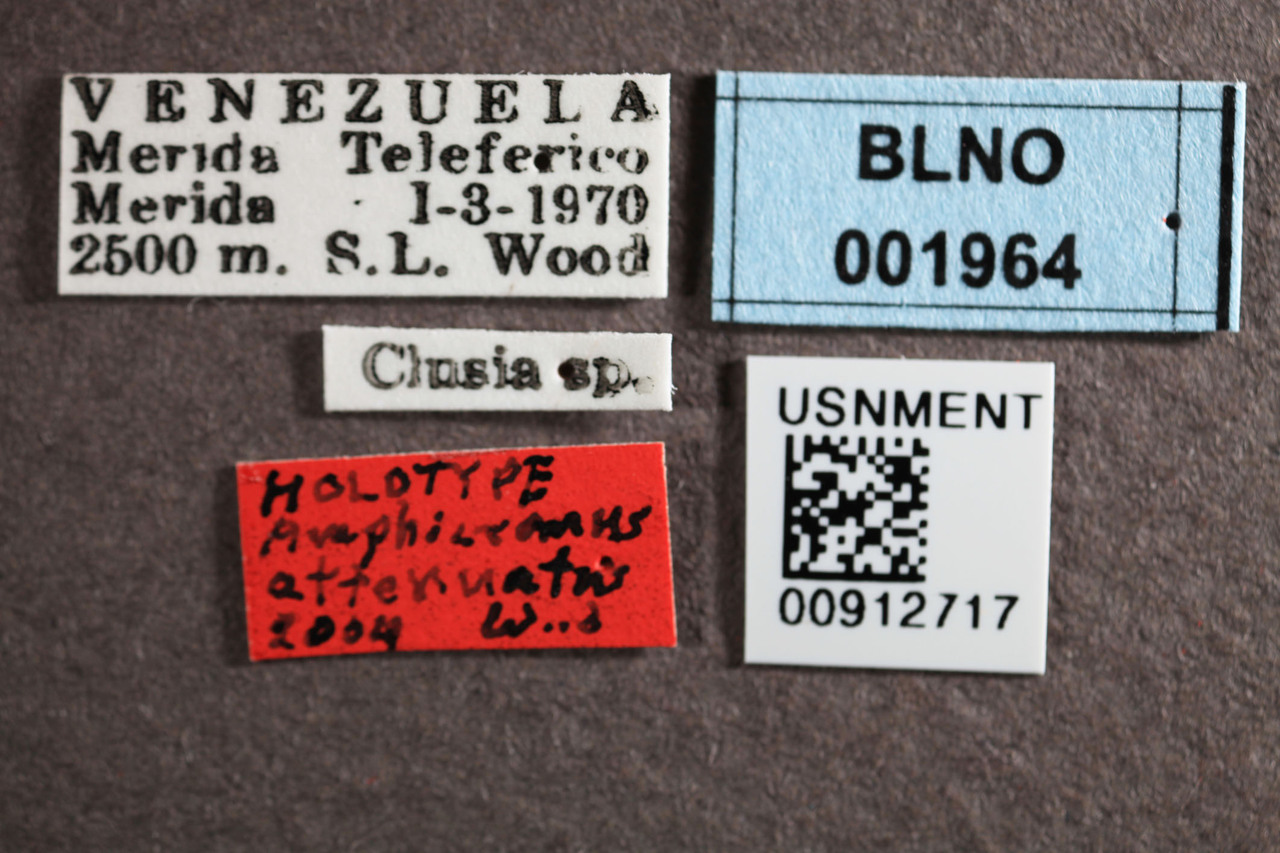 VENEZUELA
Merida Teleferico
Merida 1-3-1970
2500 m. S.L. Wood
BLNO
001964
Clusia sp.
USNMENT
00912717
HOLOTYPE
Amphicranus
attenuatus
2004 Wood